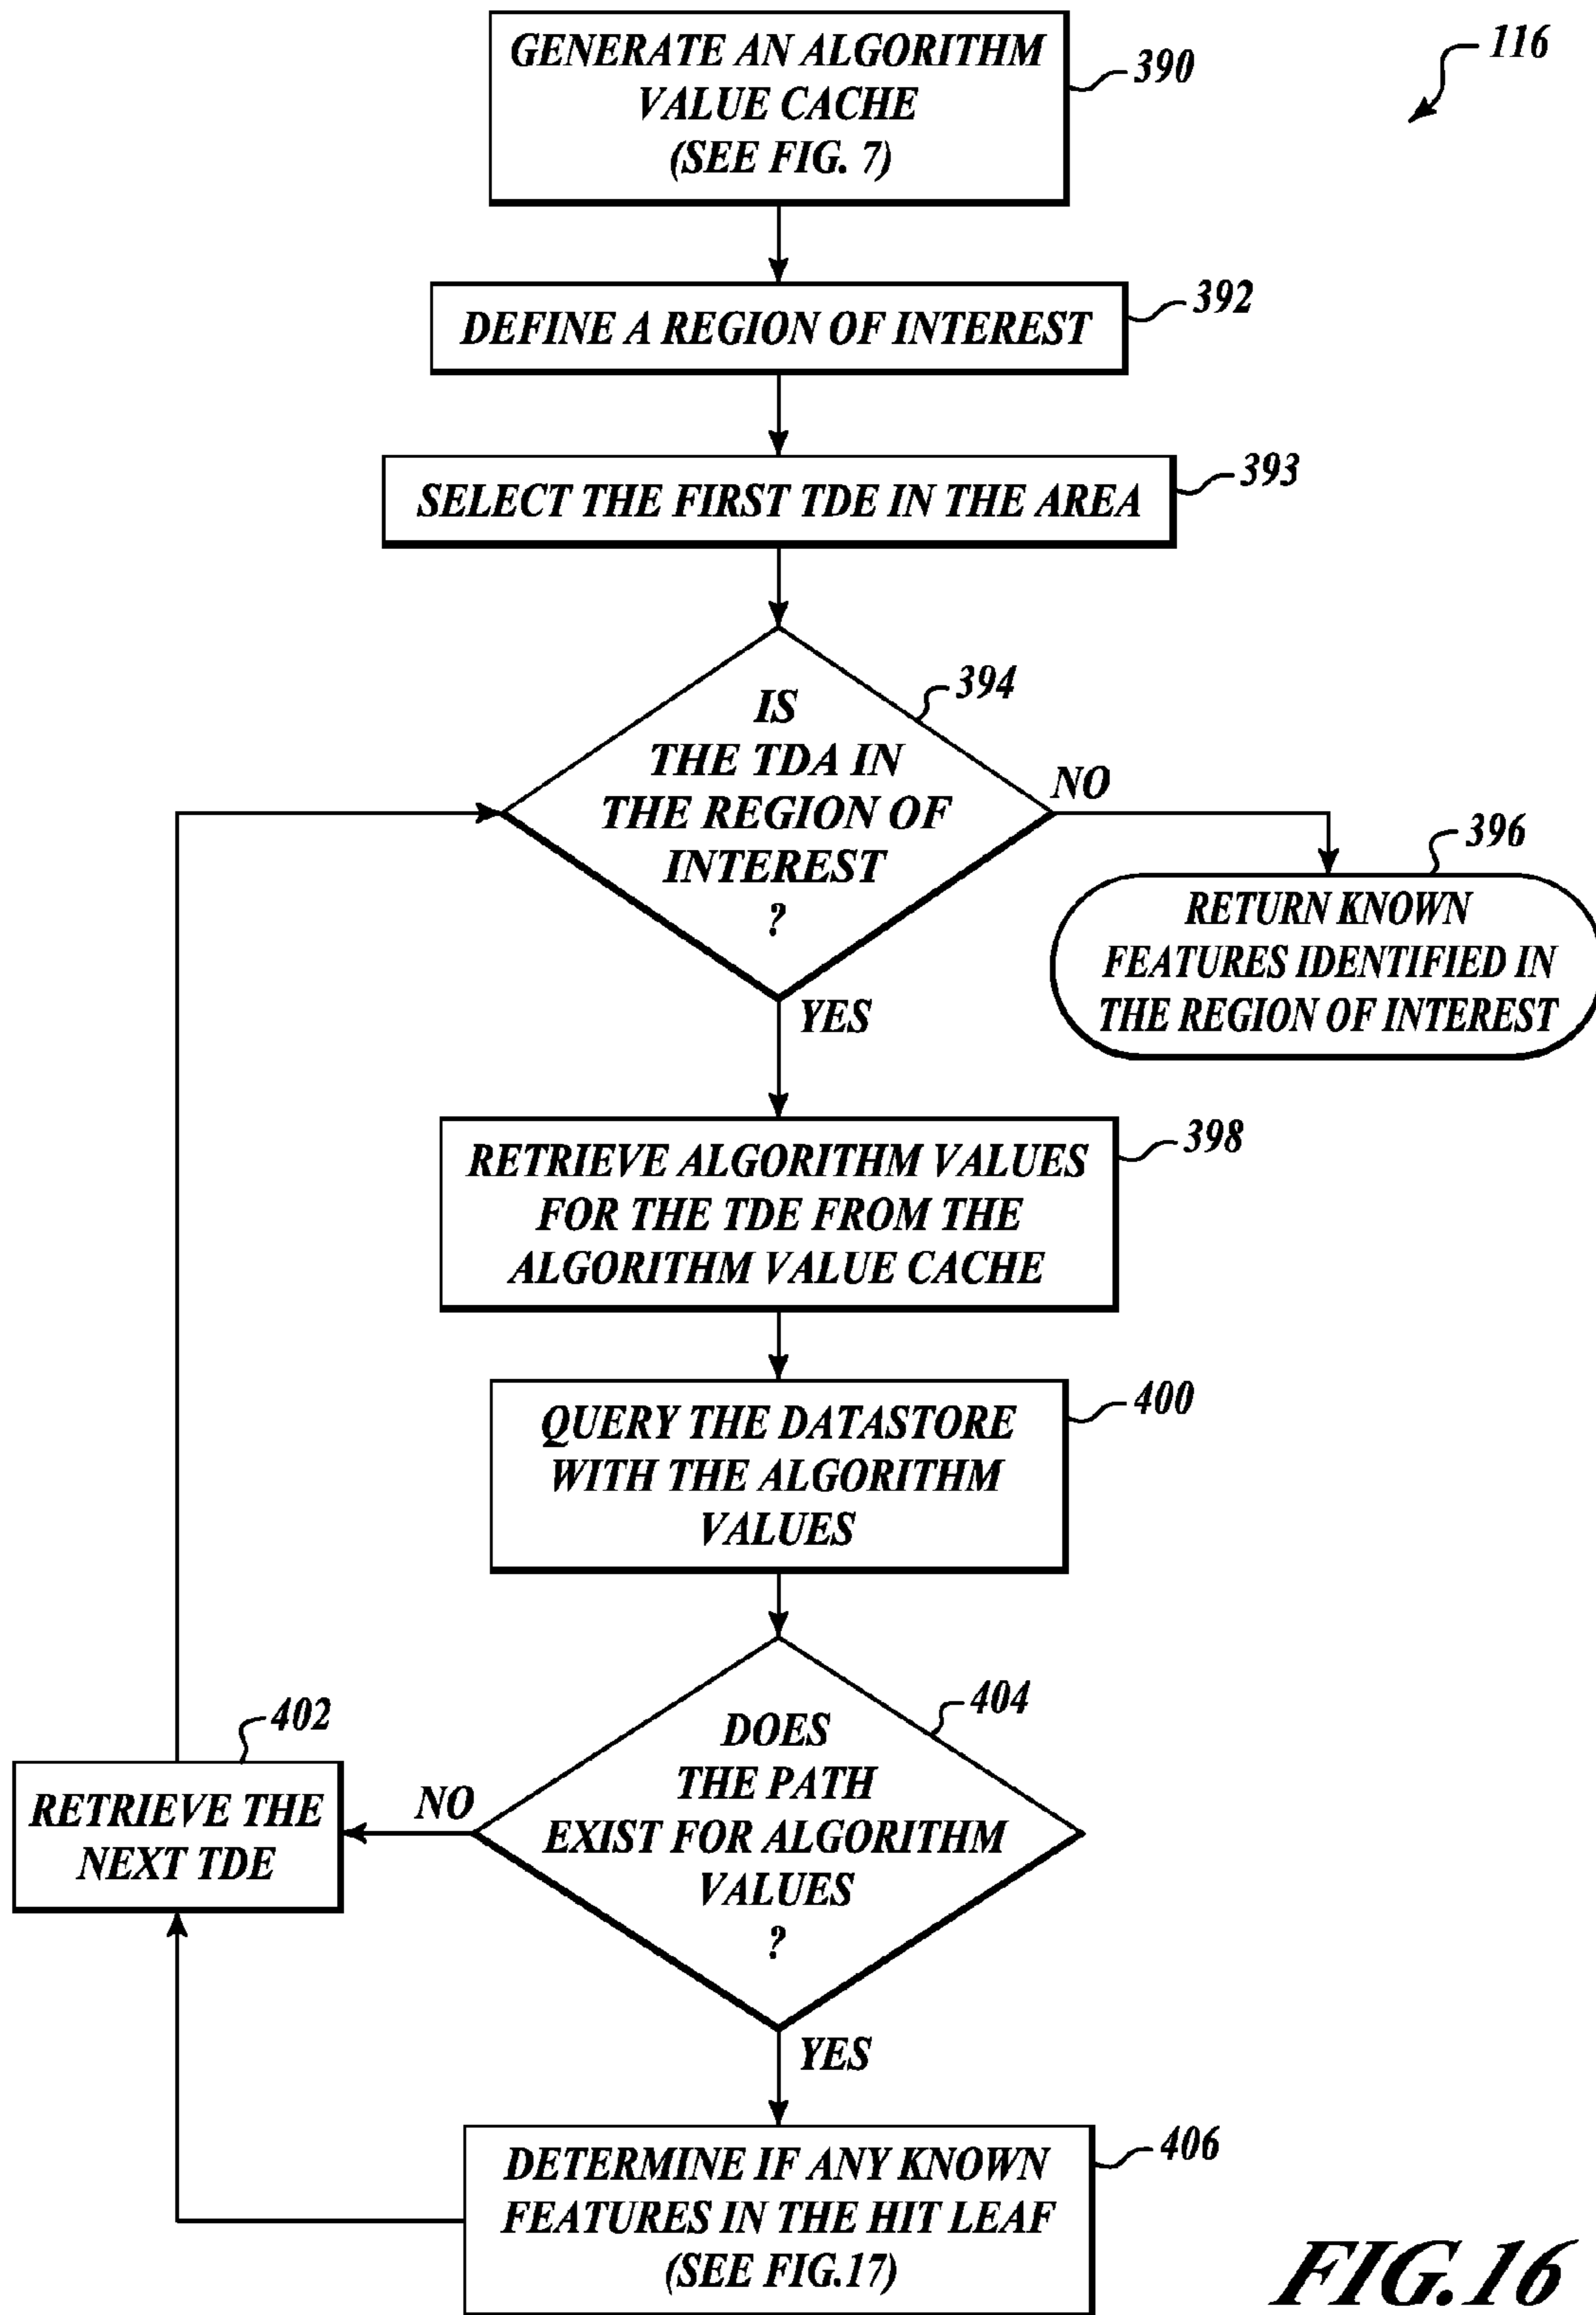 GENERATE AN ALGORITHM
VALUE CACHE
(SEE FIG. 7)
390
116
DEFINE A REGION OF INTEREST
392
SELECT THE FIRST TDE IN THE AREA
393
IS
THE TDA IN
THE REGION OF
INTEREST
?
394
NO
396
RETURN KNOWN
FEATURES IDENTIFIED IN
THE REGION OF INTEREST
YES
RETRIEVE ALGORITHM VALUES
FOR THE TDE FROM THE
ALGORITHM VALUE CACHE
398
QUERY THE DATASTORE
WITH THE ALGORITHM
VALUES
400
DOES
THE PATH
EXIST FOR ALGORITHM
VALUES
?
404
NO
402
RETRIEVE THE
NEXT TDE
YES
DETERMINE IF ANY KNOWN
FEATURES IN THE HIT LEAF
(SEE FIG.17)
406
FIG.16